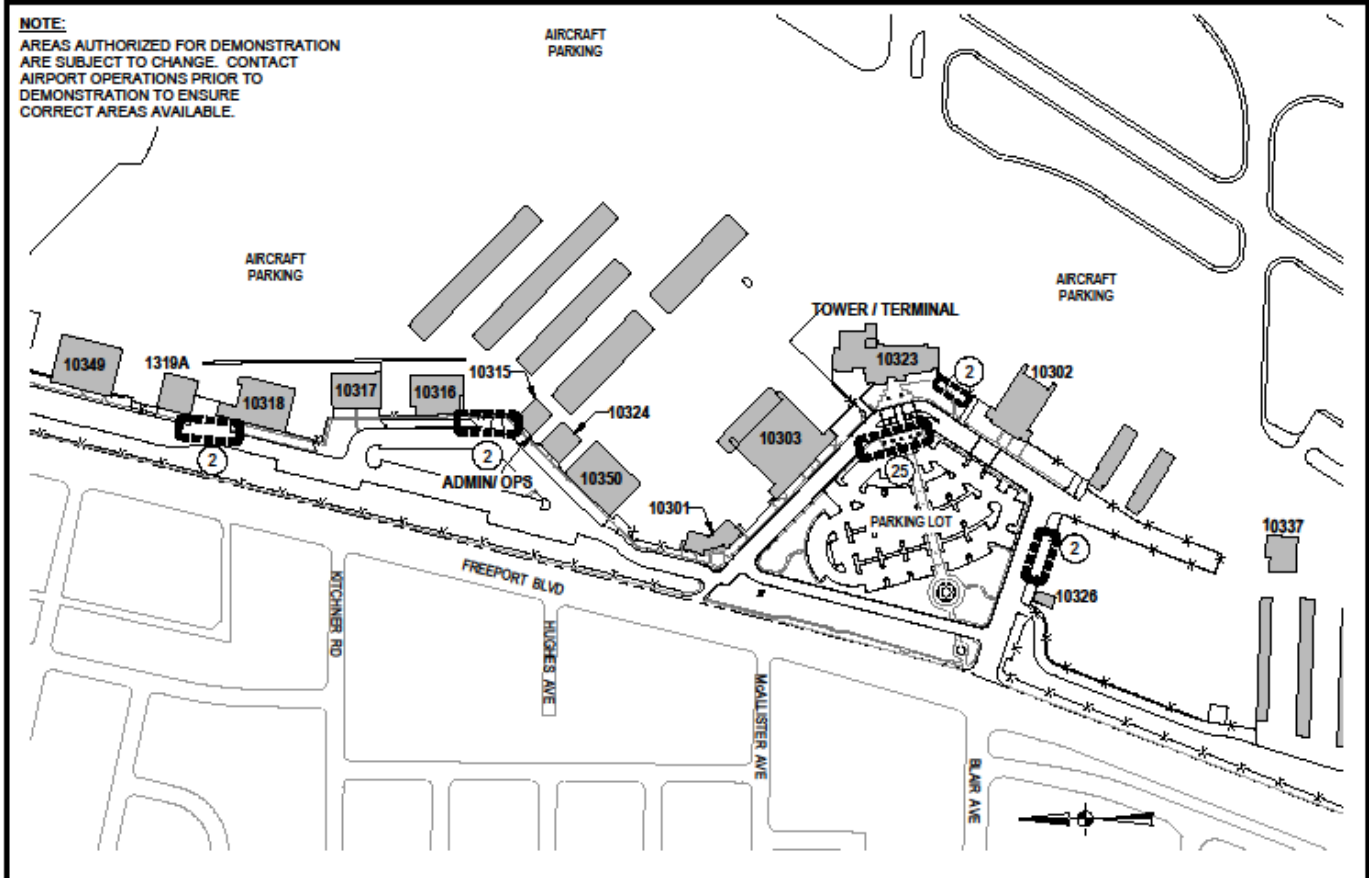 NOTE:
AREAS AUTHORIZED FOR DEMONSTRATION
ARE SUBJECT TO CHANGE. CONTACT
AIRPORT OPERATIONS PRIOR TO
DEMONSTRATION TO ENSURE
CORRECT AREAS AVAILABLE.
AIRCRAFT
PARKING
AIRCRAFT
PARKING
AIRCRAFT
PARKING
TOWER / TERMINAL
10349
1319A
10318
10317
10316
10315
10324
10350
10301
10303
10323
2
10302
2
2
ADMIN/ OPS
25
PARKING LOT
2
10326
10337
FREEPORT BLVD
KITCHNER RD
HUGHES AVE
McALLISTER AVE
BLAIR AVE